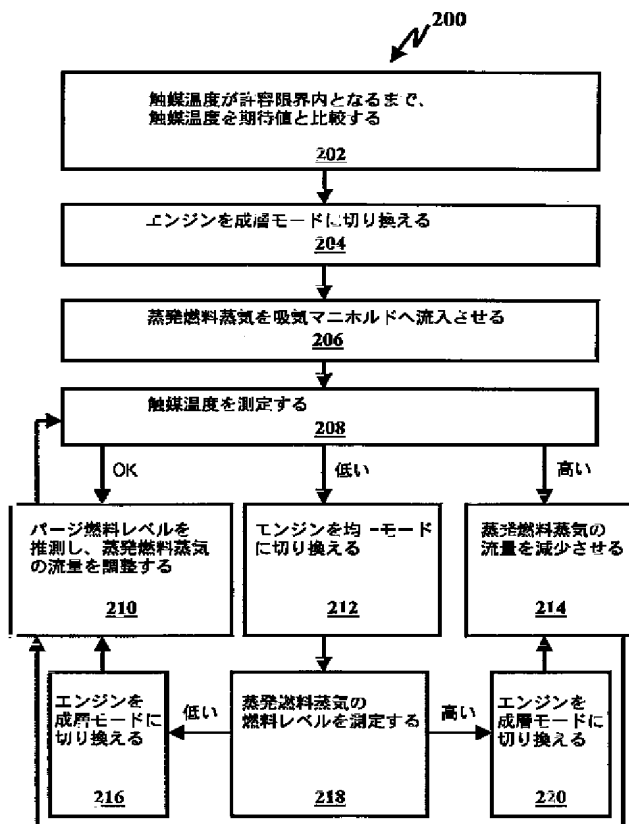 200
触媒温度が許容限界内となるまで、
触媒温度を期待値と比較する
202
エンジンを成層モードに切り換える
204
蒸発燃料蒸気を吸気マニホルドへ流入させる
206
触媒温度を測定する
208
OK
低い
高い
パージ燃料レベルを
推測し、蒸発燃料蒸気
の流量を調整する
210
エンジンを均一モード
に切り換える
212
蒸発燃料蒸気の
流量を減少させる
214
エンジンを
成層モードに
切り換える
216
低い
蒸発燃料蒸気の
燃料レベルを測定する
218
高い
エンジンを
成層モードに
切り換える
220